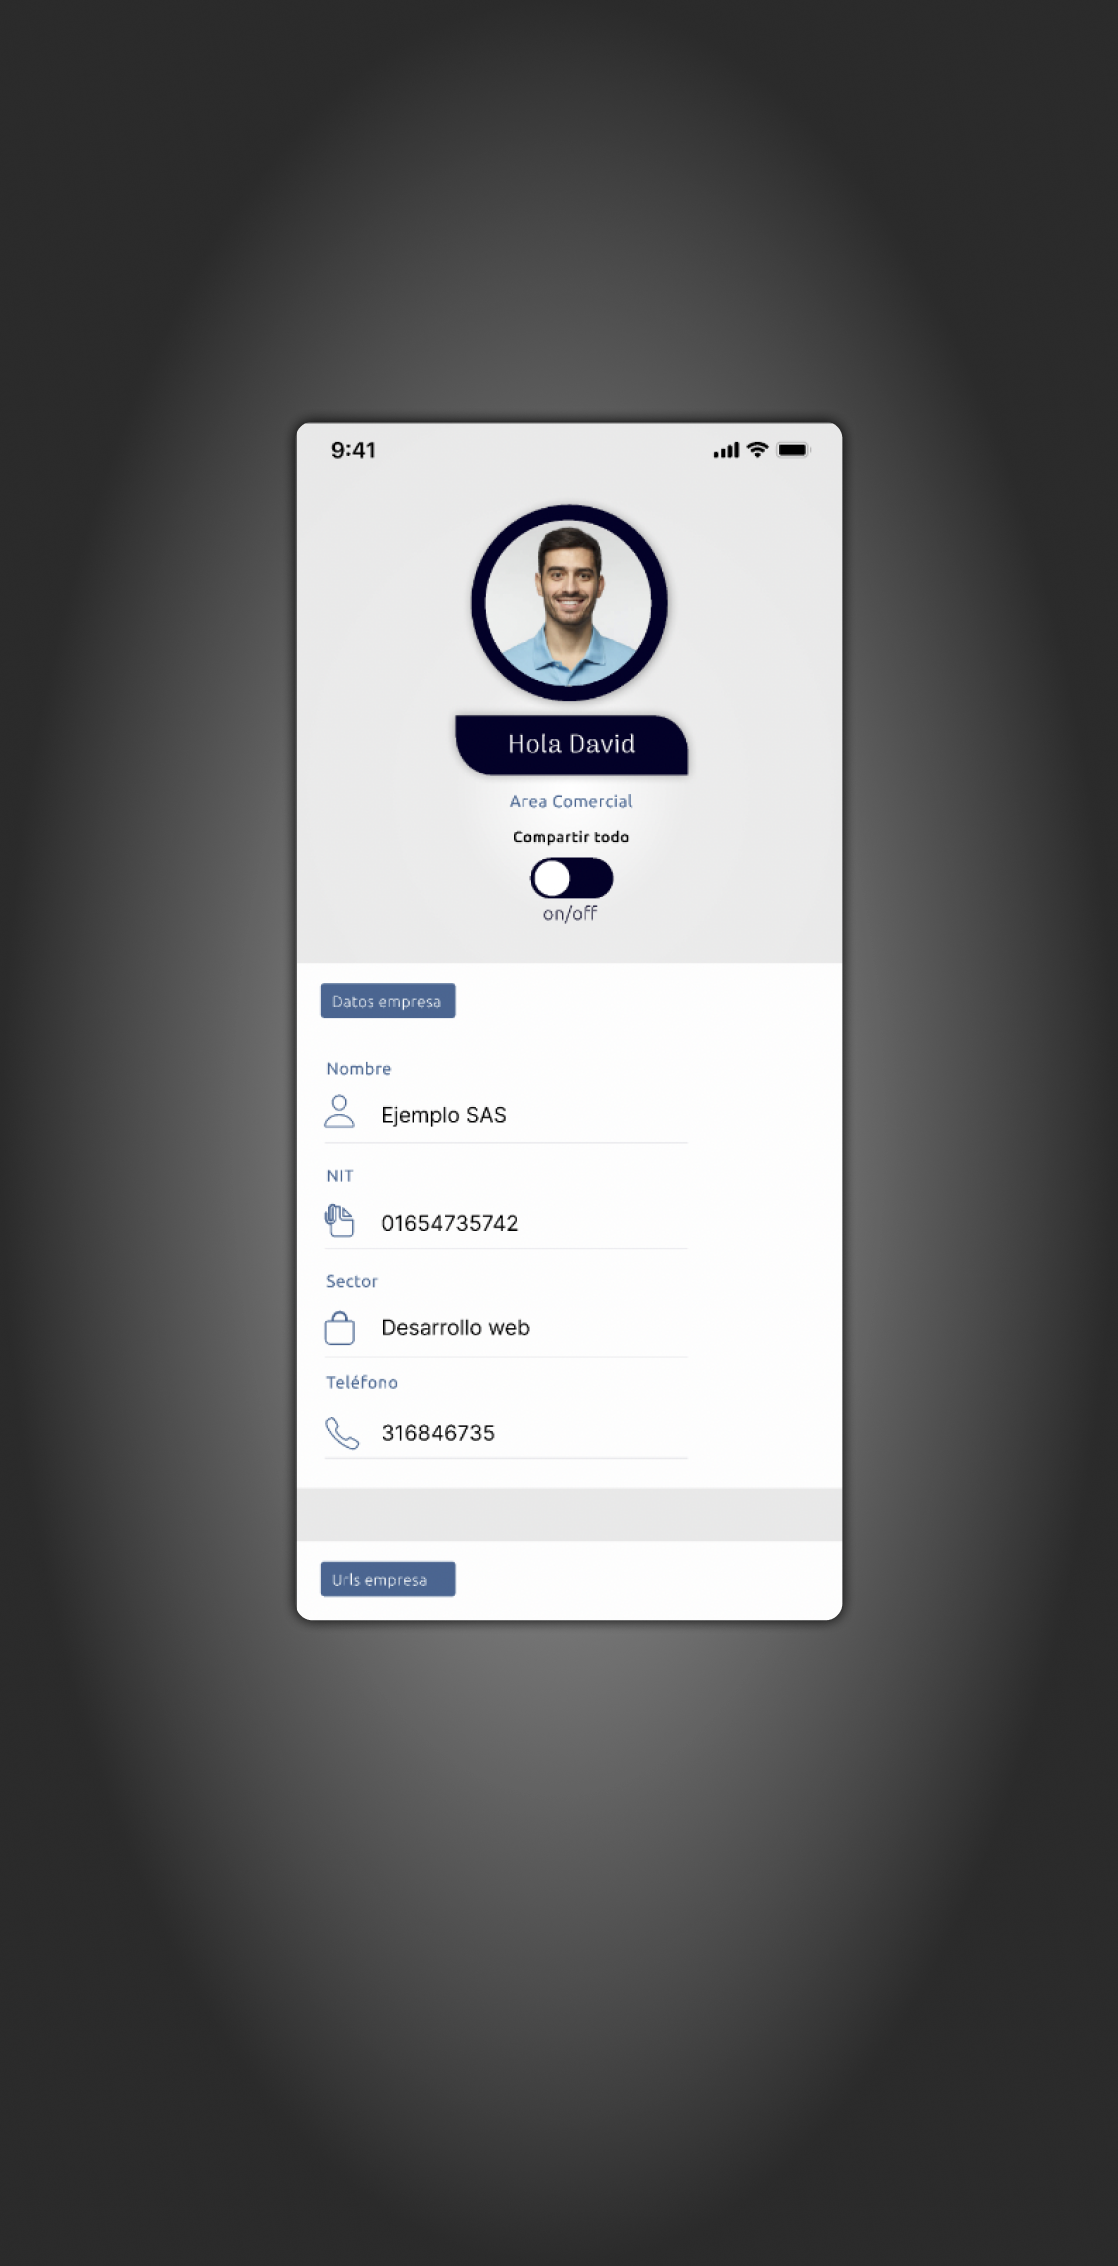 9:41
Hola David
Area Comercial
Compartir todo
on/off
Datos empresa
Nombre
Ejemplo SAS
NIT
01654735742
Sector
Desarrollo web
Teléfono
316846735
Urls empresa